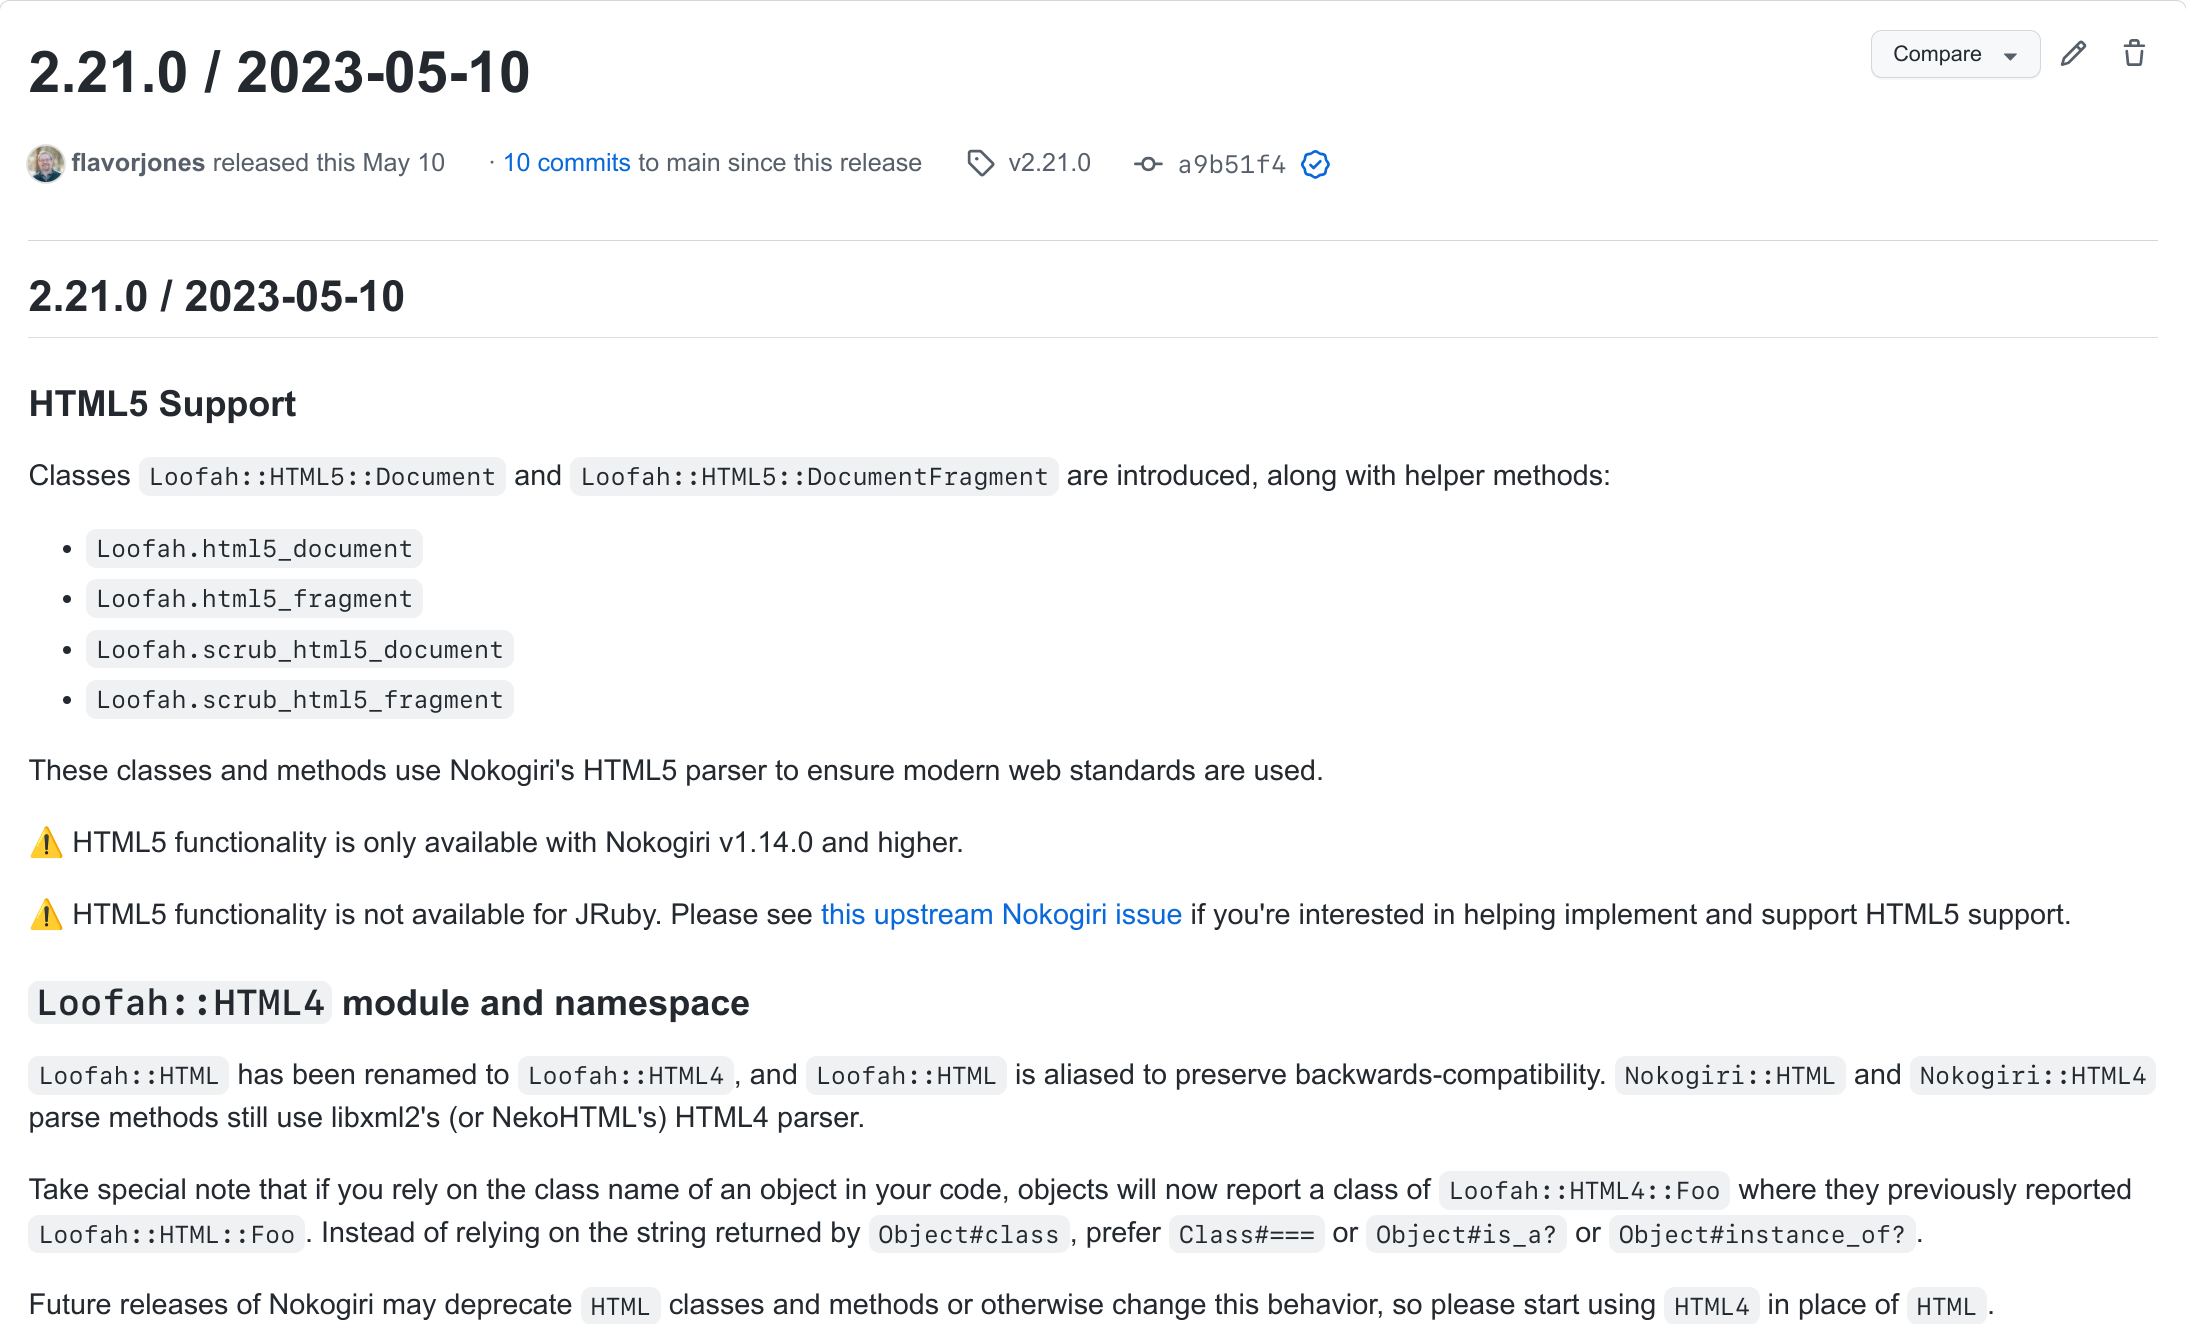 2.21.0 / 2023-05-10
Compare
flavorjones released this May 10 · 10 commits to main since this release v2.21.0 a9b51f4
2.21.0 / 2023-05-10
HTML5 Support
Classes Loofah::HTML5::Document and Loofah::HTML5::DocumentFragment are introduced, along with helper methods:
• Loofah.html5_document
• Loofah.html5_fragment
• Loofah.scrub_html5_document
• Loofah.scrub_html5_fragment
These classes and methods use Nokogiri's HTML5 parser to ensure modern web standards are used.
⚠️ HTML5 functionality is only available with Nokogiri v1.14.0 and higher.
⚠️ HTML5 functionality is not available for JRuby. Please see this upstream Nokogiri issue if you're interested in helping implement and support HTML5 support.
Loofah::HTML4 module and namespace
Loofah::HTML has been renamed to Loofah::HTML4, and Loofah::HTML is aliased to preserve backwards-compatibility. Nokogiri::HTML and Nokogiri::HTML4
parse methods still use libxml2's (or NekoHTML's) HTML4 parser.
Take special note that if you rely on the class name of an object in your code, objects will now report a class of Loofah::HTML4::Foo where they previously reported
Loofah::HTML::Foo. Instead of relying on the string returned by Object#class, prefer Class#=== or Object#is_a? or Object#instance_of?.
Future releases of Nokogiri may deprecate HTML classes and methods or otherwise change this behavior, so please start using HTML4 in place of HTML.